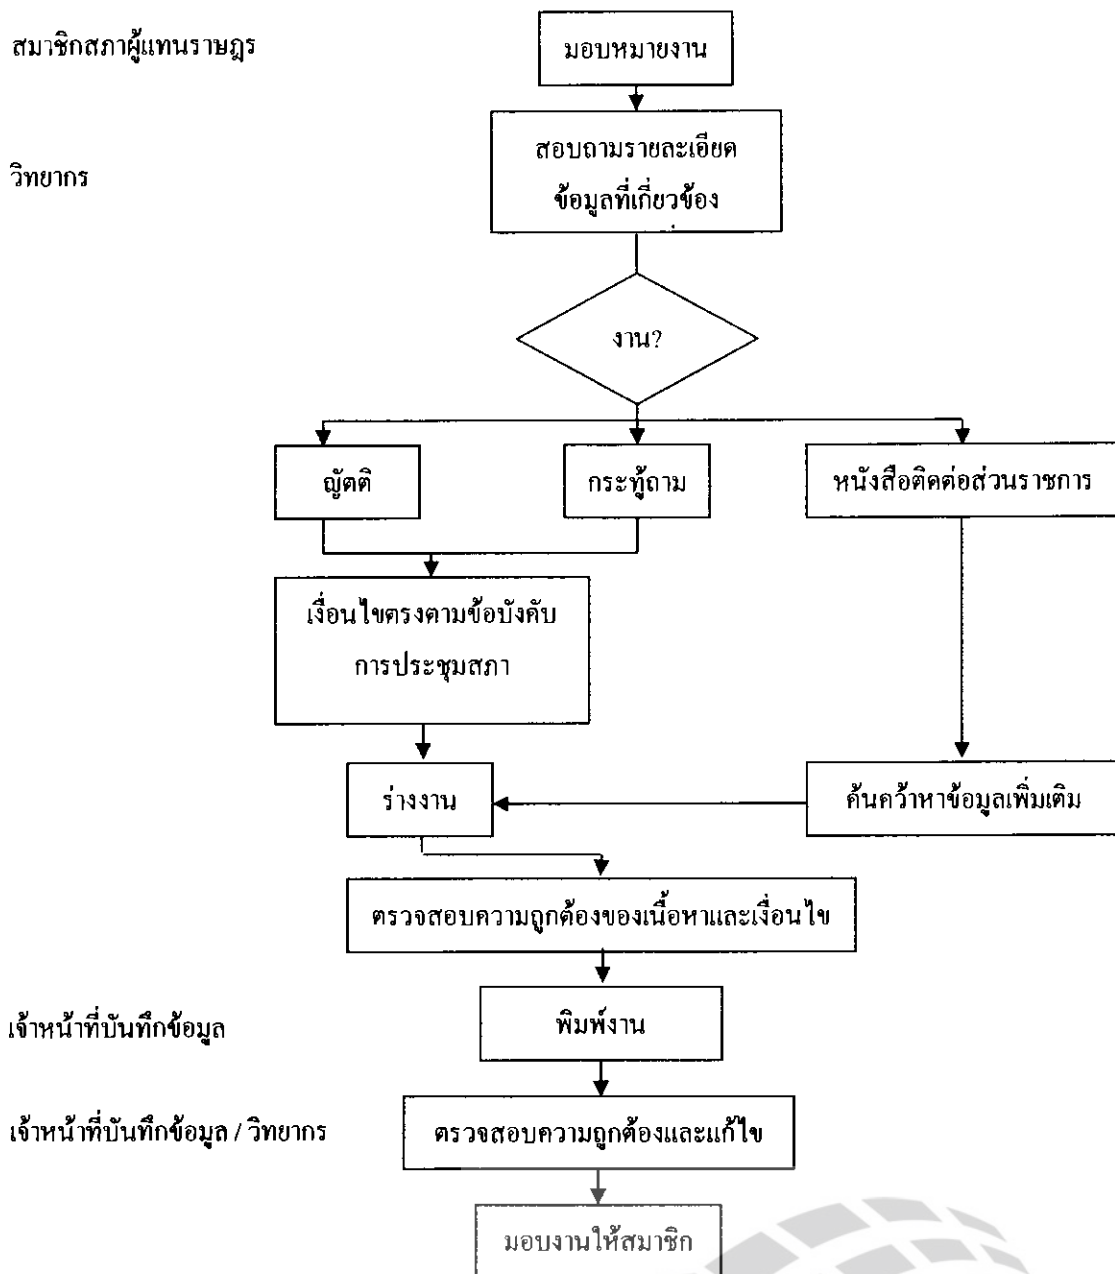 สมาชิกสภาผู้แทนราษฎร
มอบหมายงาน
วิทยากร
สอบถามรายละเอียด
ข้อมูลที่เกี่ยวข้อง
งาน?
ญัตติ
กระทู้ถาม
หนังสือติดต่อส่วนราชการ
เงื่อนไขตรงตามข้อบังคับ
การประชุมสภา
ร่างงาน
ค้นคว้าหาข้อมูลเพิ่มเติม
ตรวจสอบความถูกต้องของเนื้อหาและเงื่อนไข
เจ้าหน้าที่บันทึกข้อมูล
พิมพ์งาน
เจ้าหน้าที่บันทึกข้อมูล / วิทยากร
ตรวจสอบความถูกต้องและแก้ไข
มอบงานให้สมาชิก